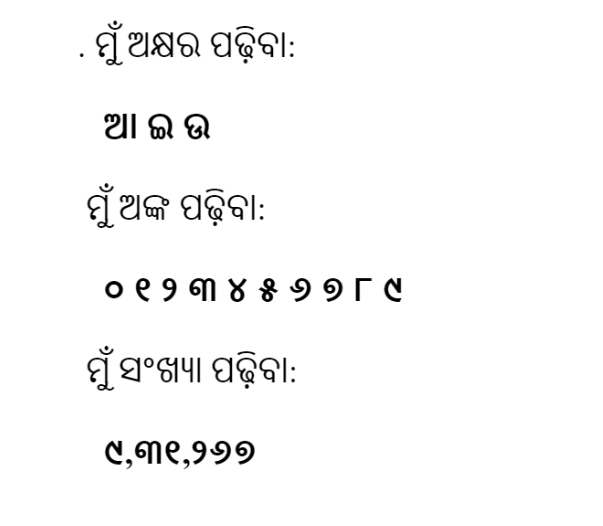 . ମୁଁ ଅକ୍ଷର ପଢ଼ିବା:
ଆ ଇ ଉ
ମୁଁ ଅଙ୍କ ପଢ଼ିବା:
୦ ୧ ୨ ୩ ୪ ୫ ୬ ୭ ୮ ୯
ମୁଁ ସଂଖ୍ୟା ପଢ଼ିବା:
୯,୩୧,୨୬୭